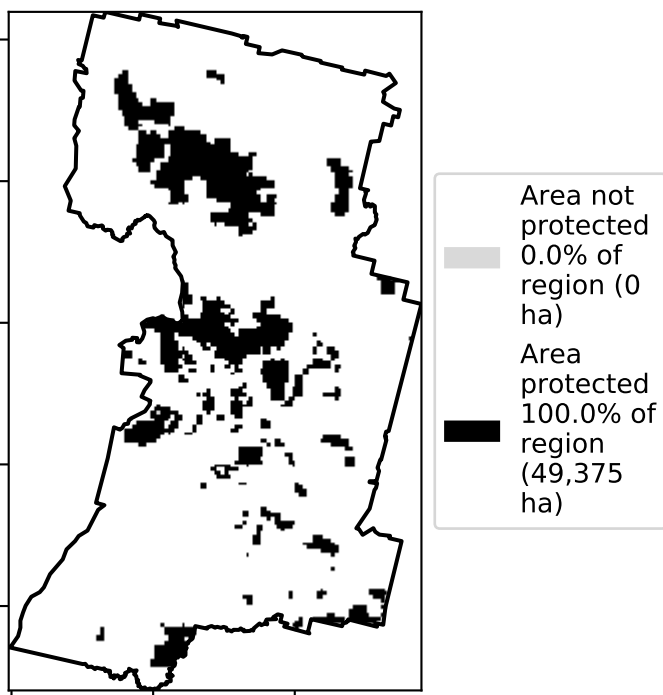 Area not
protected
0.0% of
region (0
ha)
Area
protected
100.0% of
region
(49,375
ha)